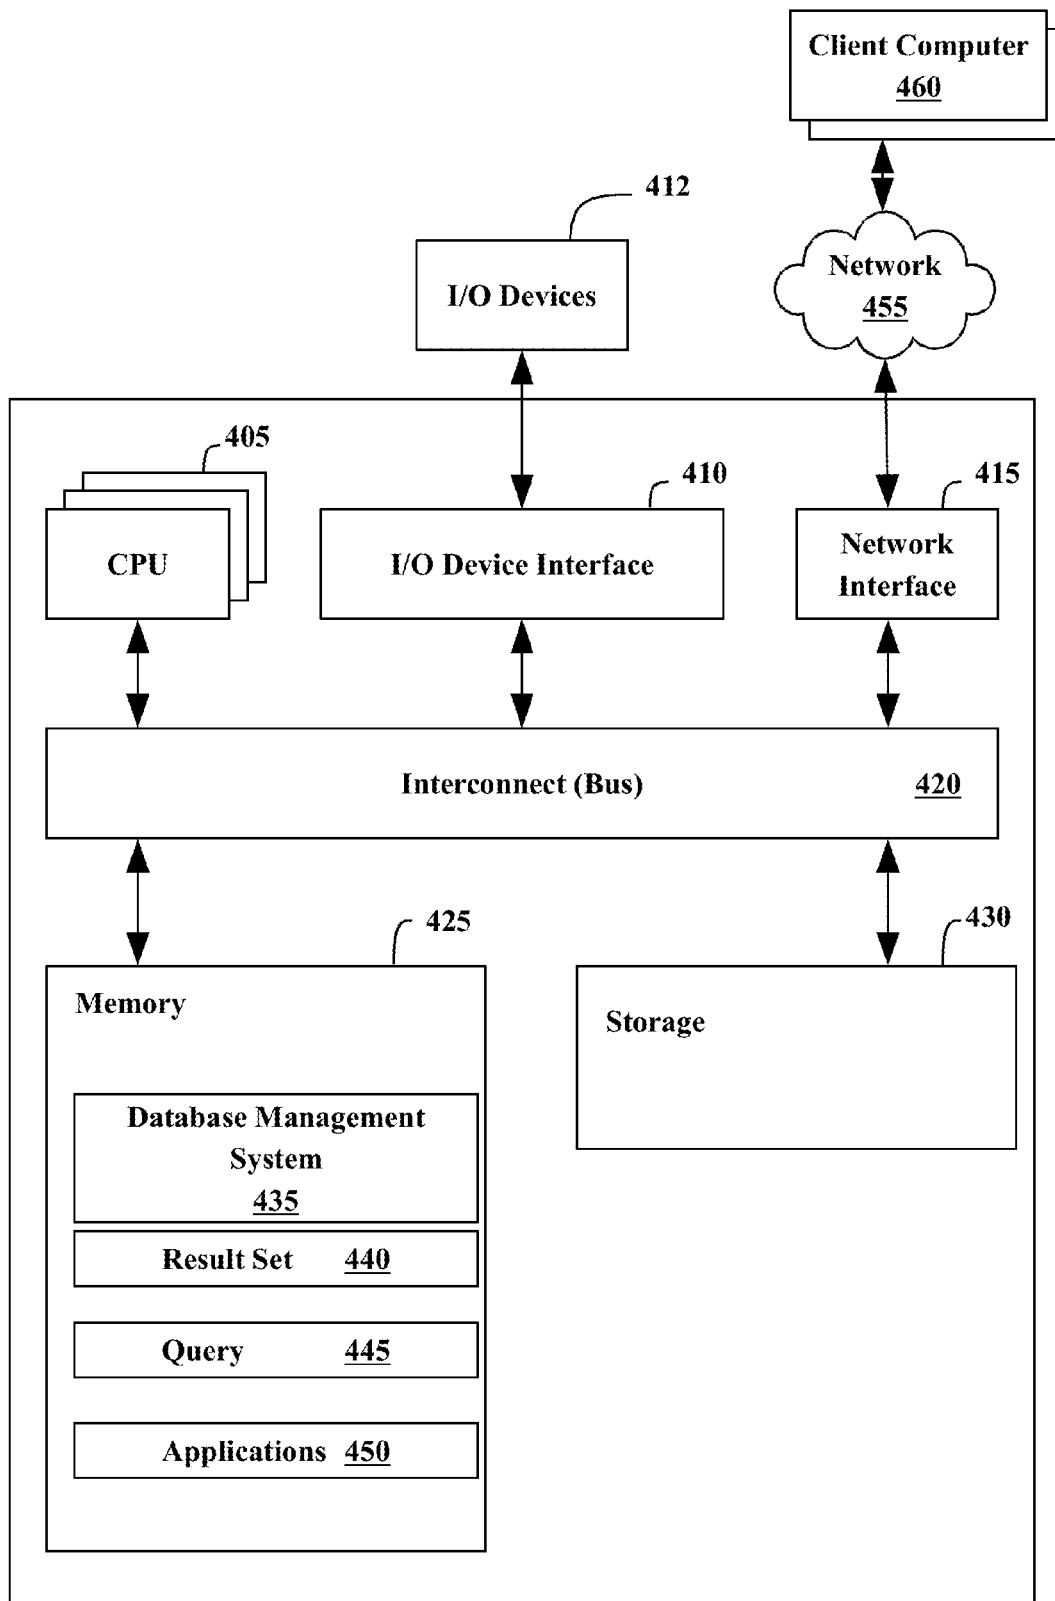 Client Computer
460
412
I/O Devices
Network
455
405
410
415
CPU
I/O Device Interface
Network
Interface
Interconnect (Bus)
420
425
430
Memory
Storage
Database Management
System
435
Result Set 440
Query 445
Applications 450